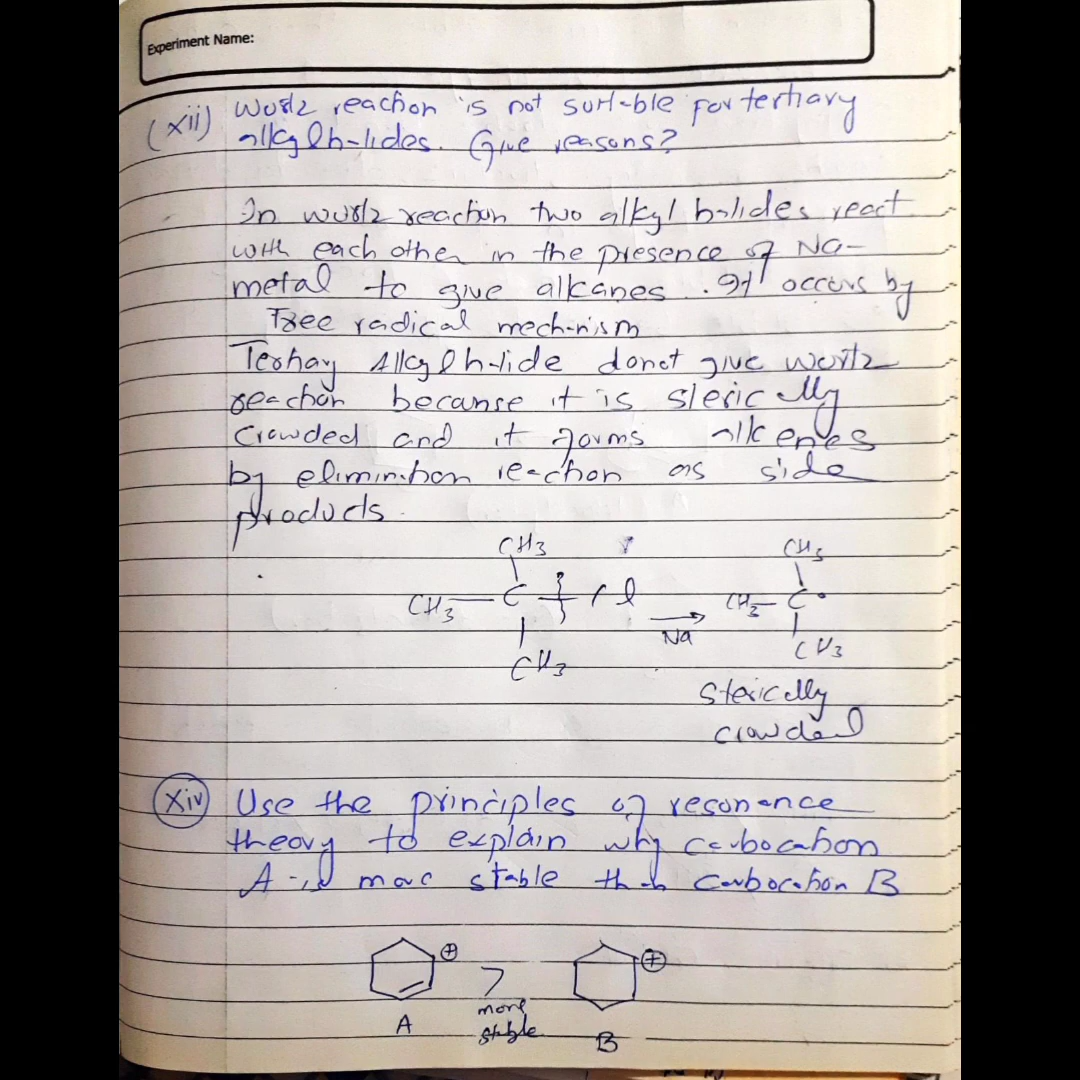 Experiment Name:
(xii) Wurtz reaction is not suitable for tertiary
alkyl halides. Give reasons?
In wurtz reaction two alkyl halides react
with each other in the presence of Na-
metal to give alkanes. It occurs by
Free radical mechanism
Tertiary Alkyl halide donot give wurtz
reaction because it is sterically
Crowded and it forms alkenes
by elimination reaction as side
products.
CH3 CH3
CH3 C Cl Na CH3 C•
CH3 CH3
sterically
crowded
(xiv) Use the principles of resonance
theory to explain why carbocation
A is more stable than carbocation B
⊕ > ⊕
more
A stable B